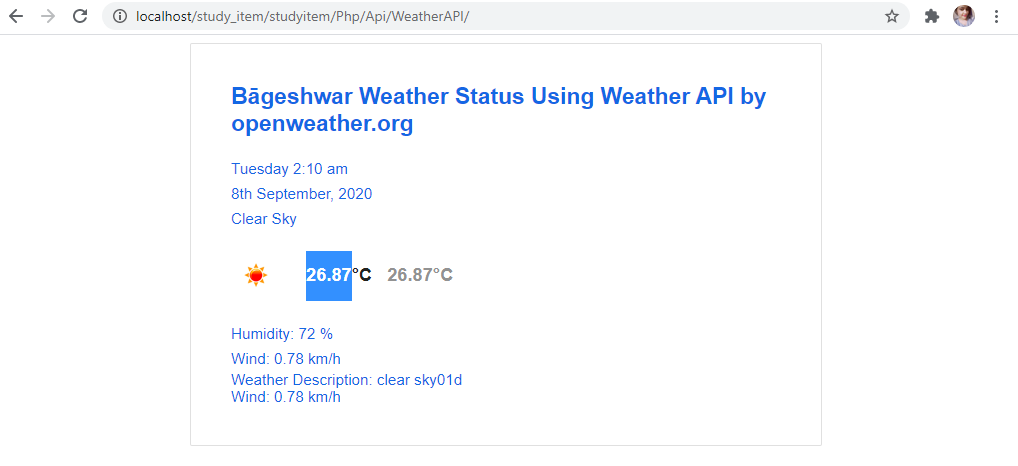 localhost/study_item/studyitem/Php/Api/WeatherAPI/
Bāgeshwar Weather Status Using Weather API by
openweather.org
Tuesday 2:10 am
8th September, 2020
Clear Sky
26.87°C 26.87°C
Humidity: 72 %
Wind: 0.78 km/h
Weather Description: clear sky01d
Wind: 0.78 km/h